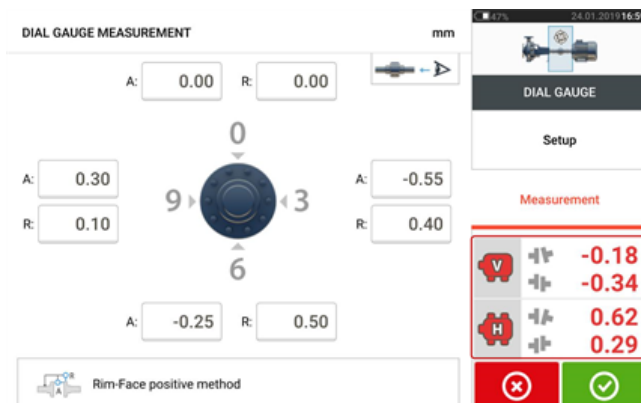 DIAL GAUGE MEASUREMENT mm
A: 0.00 R: 0.00
0
A: 0.30
R: 0.10
9
3
A: -0.55
R: 0.40
6
A: -0.25 R: 0.50
A R
Rim-Face positive method
47% 24.01.2019 16:59
DIAL GAUGE
Setup
Measurement
V -0.18
-0.34
H 0.62
0.29